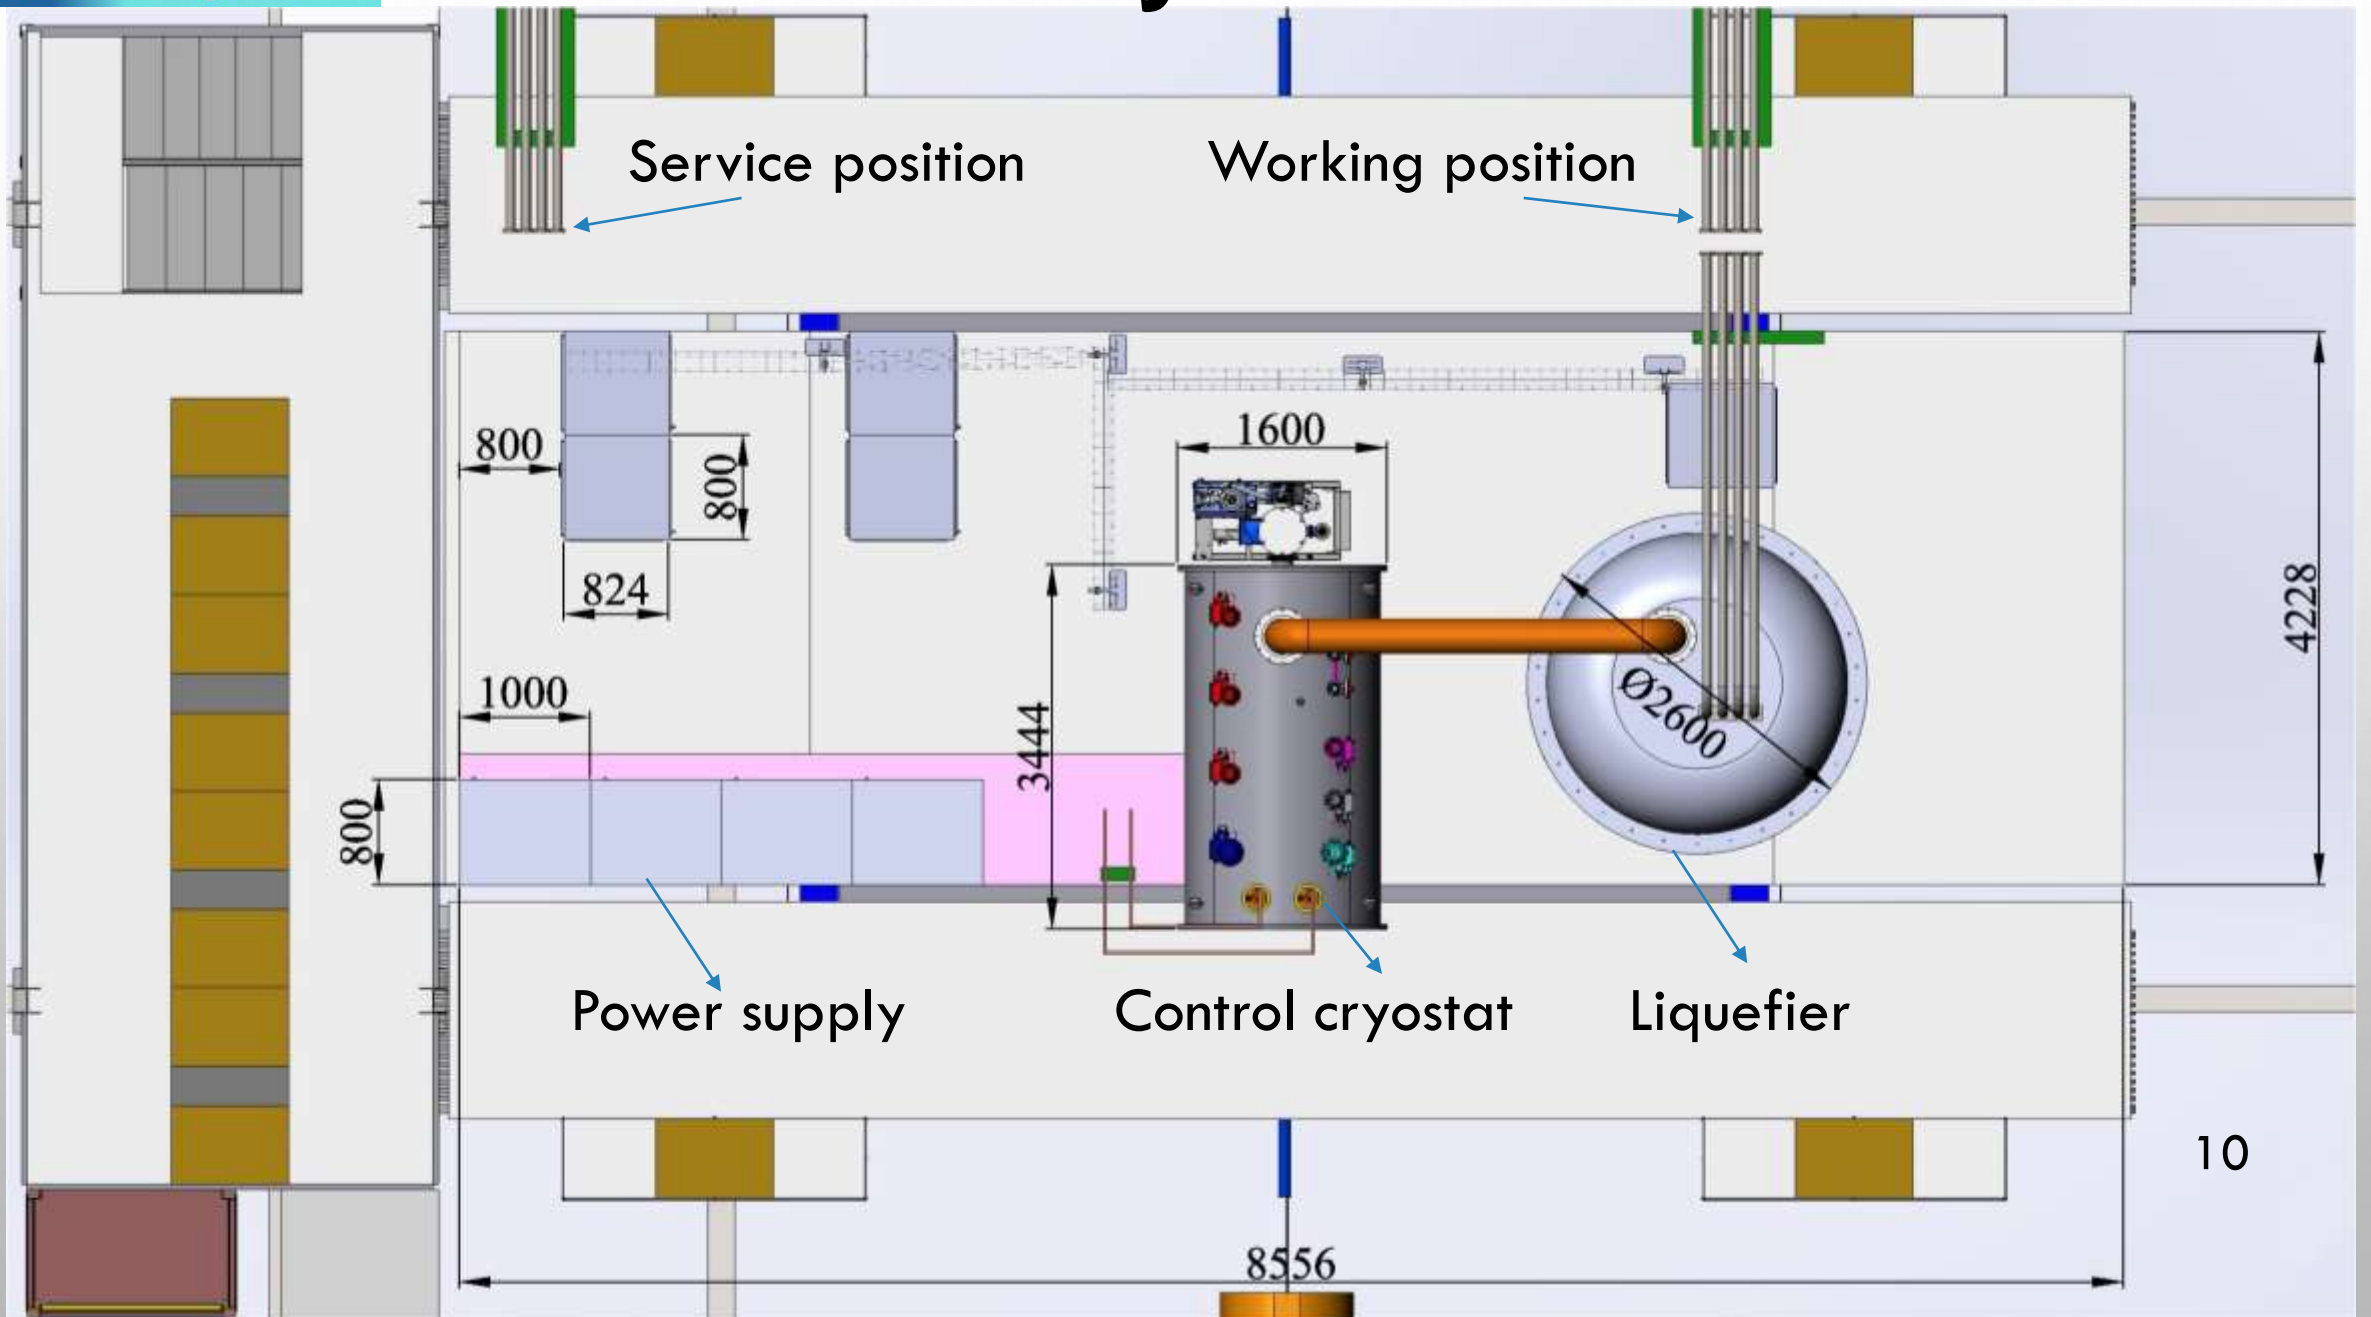 Service position
Working position
800
800
1600
824
4228
1000
3444
Ø2600
800
Power supply
Control cryostat
Liquefier
10
8556